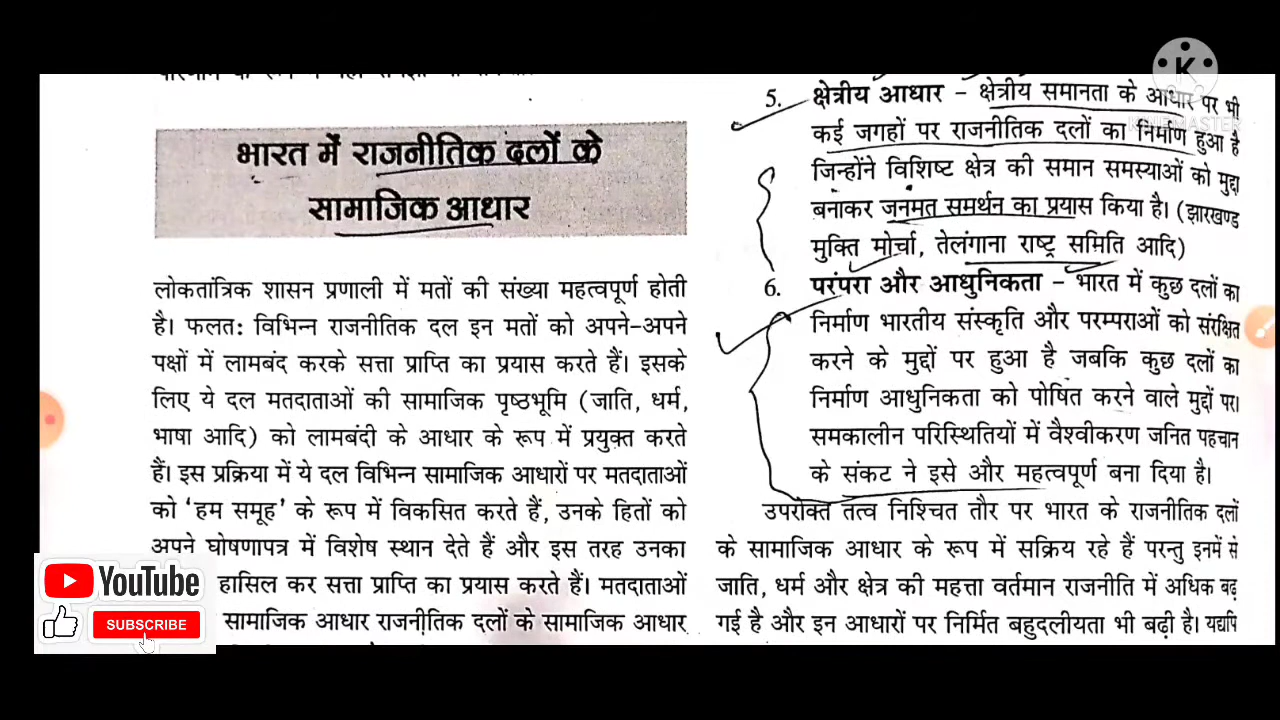 भारत में राजनीतिक दलों के
सामाजिक आधार
लोकतांत्रिक शासन प्रणाली में मतों की संख्या महत्वपूर्ण होती
है। फलत: विभिन्न राजनीतिक दल इन मतों को अपने-अपने
पक्षों में लामबंद करके सत्ता प्राप्ति का प्रयास करते हैं। इसके
लिए ये दल मतदाताओं की सामाजिक पृष्ठभूमि (जाति, धर्म,
भाषा आदि) को लामबंदी के आधार के रूप में प्रयुक्त करते
हैं। इस प्रक्रिया में ये दल विभिन्न सामाजिक आधारों पर मतदाताओं
को ‘हम समूह’ के रूप में विकसित करते हैं, उनके हितों को
अपने घोषणापत्र में विशेष स्थान देते हैं और इस तरह उनका
हासिल कर सत्ता प्राप्ति का प्रयास करते हैं। मतदाताओं
सामाजिक आधार राजनीतिक दलों के सामाजिक आधार
5. क्षेत्रीय आधार – क्षेत्रीय समानता के आधार पर भी
कई जगहों पर राजनीतिक दलों का निर्माण हुआ है
जिन्होंने विशिष्ट क्षेत्र की समान समस्याओं को मुद्दा
बनाकर जनमत समर्थन का प्रयास किया है। (झारखण्ड
मुक्ति मोर्चा, तेलंगाना राष्ट्र समिति आदि)
6. परंपरा और आधुनिकता – भारत में कुछ दलों का
निर्माण भारतीय संस्कृति और परम्पराओं को संरक्षित
करने के मुद्दों पर हुआ है जबकि कुछ दलों का
निर्माण आधुनिकता को पोषित करने वाले मुद्दों पर।
समकालीन परिस्थितियों में वैश्वीकरण जनित पहचान
के संकट ने इसे और महत्वपूर्ण बना दिया है।
उपरोक्त तत्व निश्चित तौर पर भारत के राजनीतिक दलों
के सामाजिक आधार के रूप में सक्रिय रहे हैं परन्तु इनमें से
जाति, धर्म और क्षेत्र की महत्ता वर्तमान राजनीति में अधिक बढ़
गई है और इन आधारों पर निर्मित बहुदलीयता भी बढ़ी है। यद्यपि
K
KINEMASTER
YouTube
SUBSCRIBE